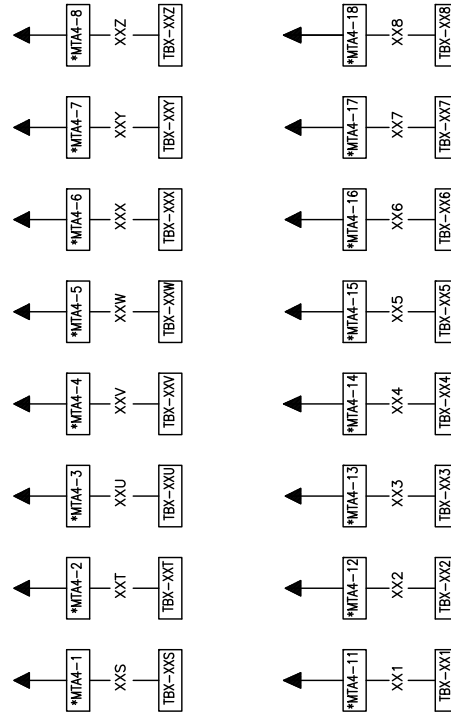 *MTA4-1 *MTA4-2 *MTA4-3 *MTA4-4 *MTA4-5 *MTA4-6 *MTA4-7 *MTA4-8
XXS XXT XXU XXV XXW XXX XXY XXZ
TBX-XXS TBX-XXT TBX-XXU TBX-XXV TBX-XXW TBX-XXX TBX-XXY TBX-XXZ
*MTA4-11 *MTA4-12 *MTA4-13 *MTA4-14 *MTA4-15 *MTA4-16 *MTA4-17 *MTA4-18
XX1 XX2 XX3 XX4 XX5 XX6 XX7 XX8
TBX-XX1 TBX-XX2 TBX-XX3 TBX-XX4 TBX-XX5 TBX-XX6 TBX-XX7 TBX-XX8